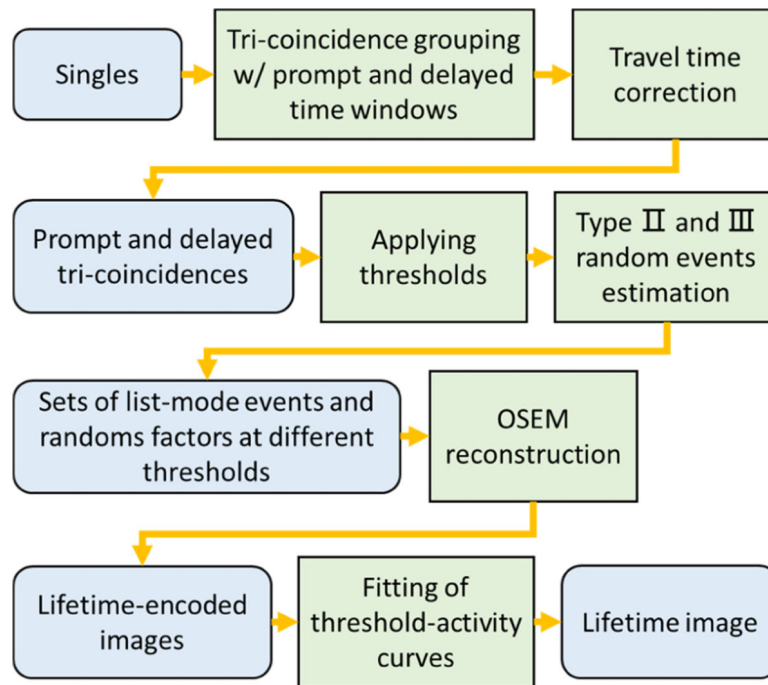 Singles
Tri-coincidence grouping
w/ prompt and delayed
time windows
Travel time
correction
Prompt and delayed
tri-coincidences
Applying
thresholds
Type Ⅱ and Ⅲ
random events
estimation
Sets of list-mode events and
randoms factors at different
thresholds
OSEM
reconstruction
Lifetime-encoded
images
Fitting of
threshold-activity
curves
Lifetime image